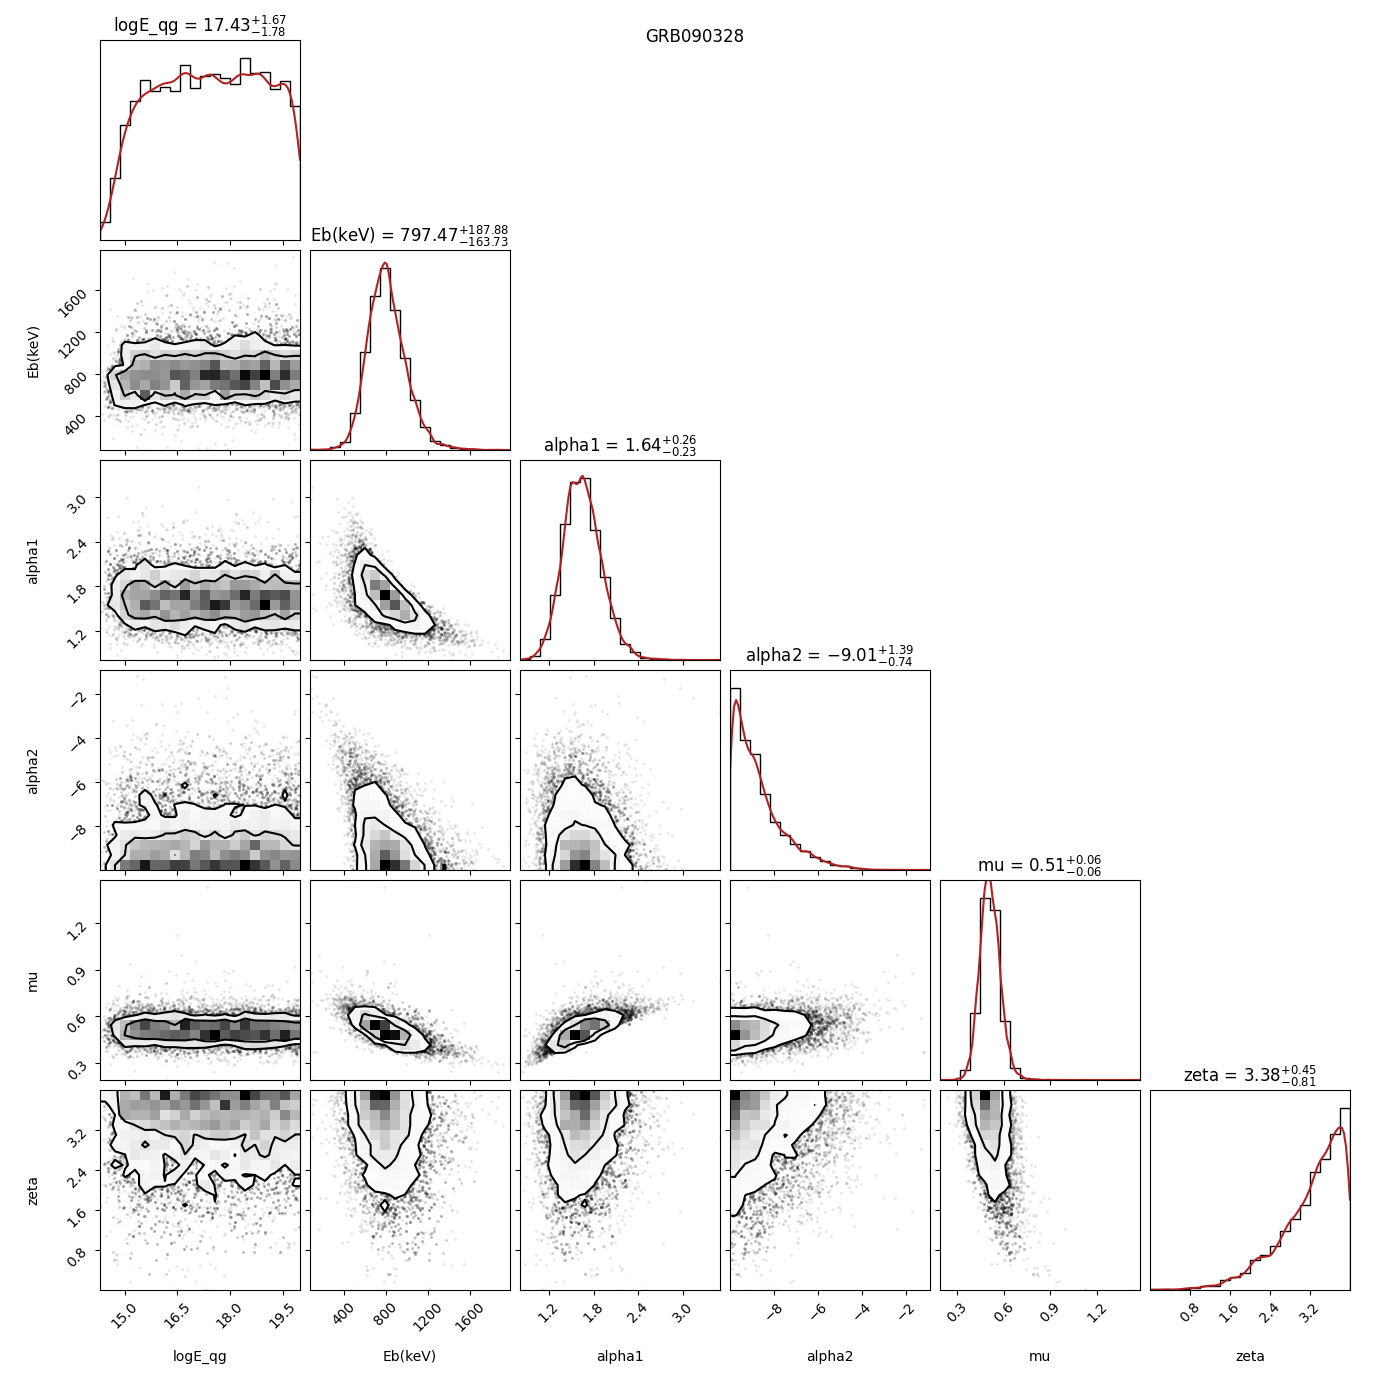 GRB090328
logE_qg = 17.43+1.67−1.78
Eb(keV) = 797.47+187.88−163.73
Eb(keV)
1600
1200
800
400
alpha1 = 1.64+0.26−0.23
alpha1
3.0
2.4
1.8
1.2
alpha2 = −9.01+1.39−0.74
alpha2
−2
−4
−6
−8
mu = 0.51+0.06−0.06
mu
1.2
0.9
0.6
0.3
zeta = 3.38+0.45−0.81
zeta
3.2
2.4
1.6
0.8
15.0 16.5 18.0 19.5 400 800 1200 1600 1.2 1.8 2.4 3.0 −8 −6 −4 −2 0.3 0.6 0.9 1.2 0.8 1.6 2.4 3.2
logE_qg Eb(keV) alpha1 alpha2 mu zeta